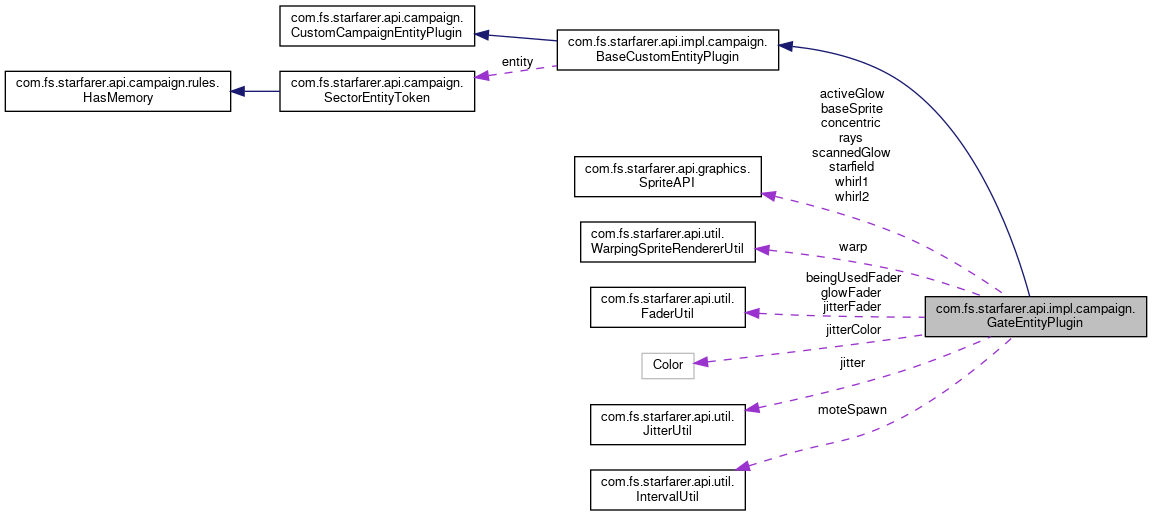 com.fs.starfarer.api.campaign.
CustomCampaignEntityPlugin
com.fs.starfarer.api.impl.campaign.
BaseCustomEntityPlugin
entity
com.fs.starfarer.api.campaign.rules.
HasMemory
com.fs.starfarer.api.campaign.
SectorEntityToken
activeGlow
baseSprite
concentric
rays
scannedGlow
starfield
whirl1
whirl2
com.fs.starfarer.api.graphics.
SpriteAPI
com.fs.starfarer.api.util.
WarpingSpriteRendererUtil
warp
beingUsedFader
glowFader
jitterFader
com.fs.starfarer.api.util.
FaderUtil
com.fs.starfarer.api.impl.campaign.
GateEntityPlugin
jitterColor
Color
jitter
com.fs.starfarer.api.util.
JitterUtil
moteSpawn
com.fs.starfarer.api.util.
IntervalUtil